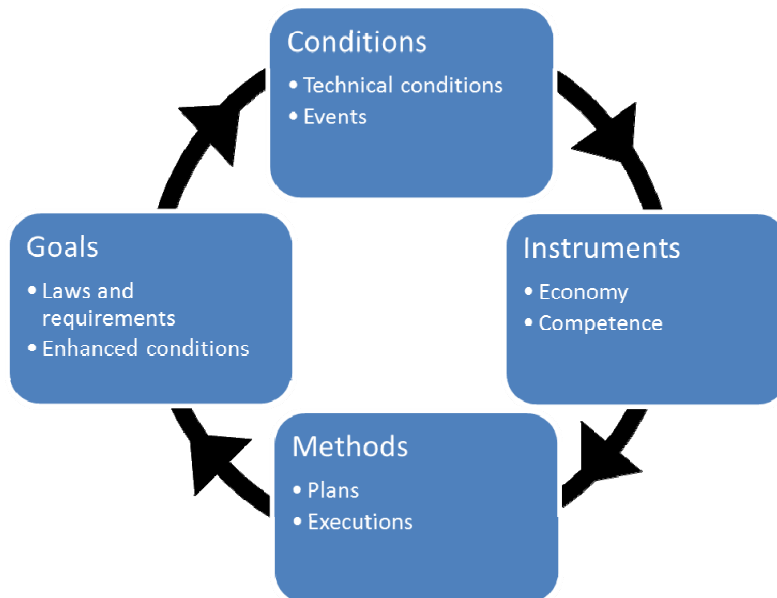 Conditions
• Technical conditions
• Events
Goals
• Laws and
requirements
• Enhanced conditions
Instruments
• Economy
• Competence
Methods
• Plans
• Executions